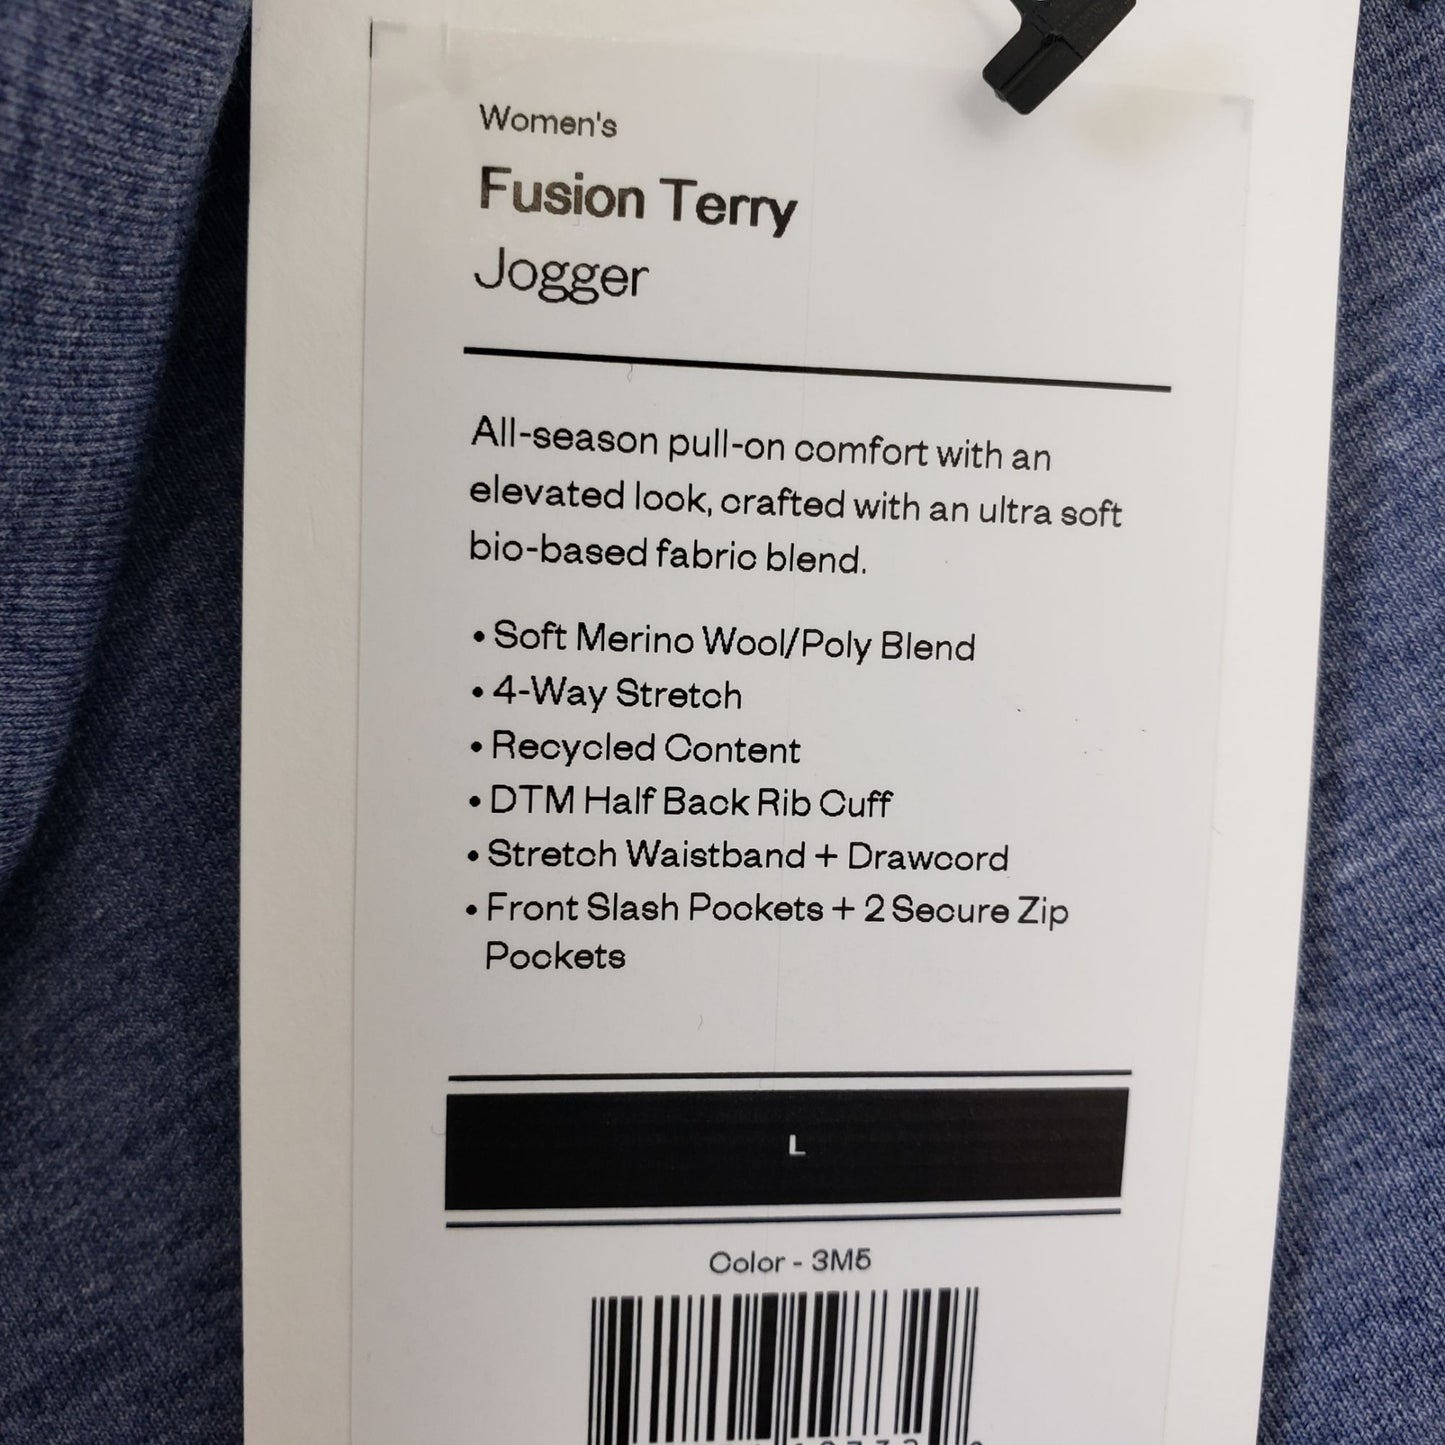 Women's
Fusion Terry
Jogger
All-season pull-on comfort with an
elevated look, crafted with an ultra soft
bio-based fabric blend.
• Soft Merino Wool/Poly Blend
• 4-Way Stretch
• Recycled Content
• DTM Half Back Rib Cuff
• Stretch Waistband + Drawcord
• Front Slash Pockets + 2 Secure Zip
Pockets
L
Color - 3M5